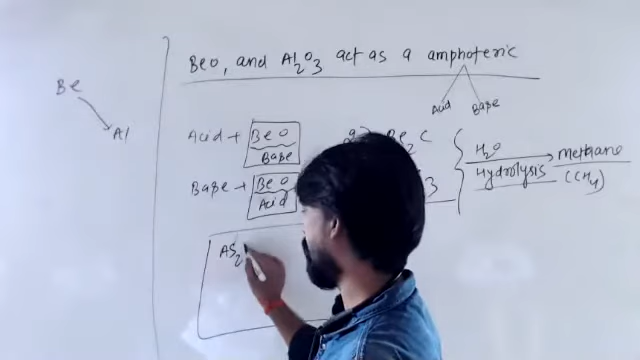 BeO, and Al2O3 act as a amphoteric
Acid Base
Be
Al
Acid + BeO
Base
Be2C
Base + BeO
Acid
3
H2O
Hydrolysis
Methane
(CH4)
AS2